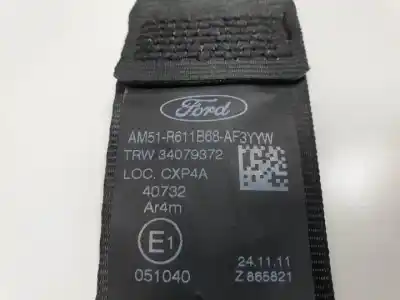 Ford
AM51-R611B68-AF3YYW
TRW 34079372
LOC. CXP4A
40732
Ar4m
E1
24.11.11
051040
Z 865821